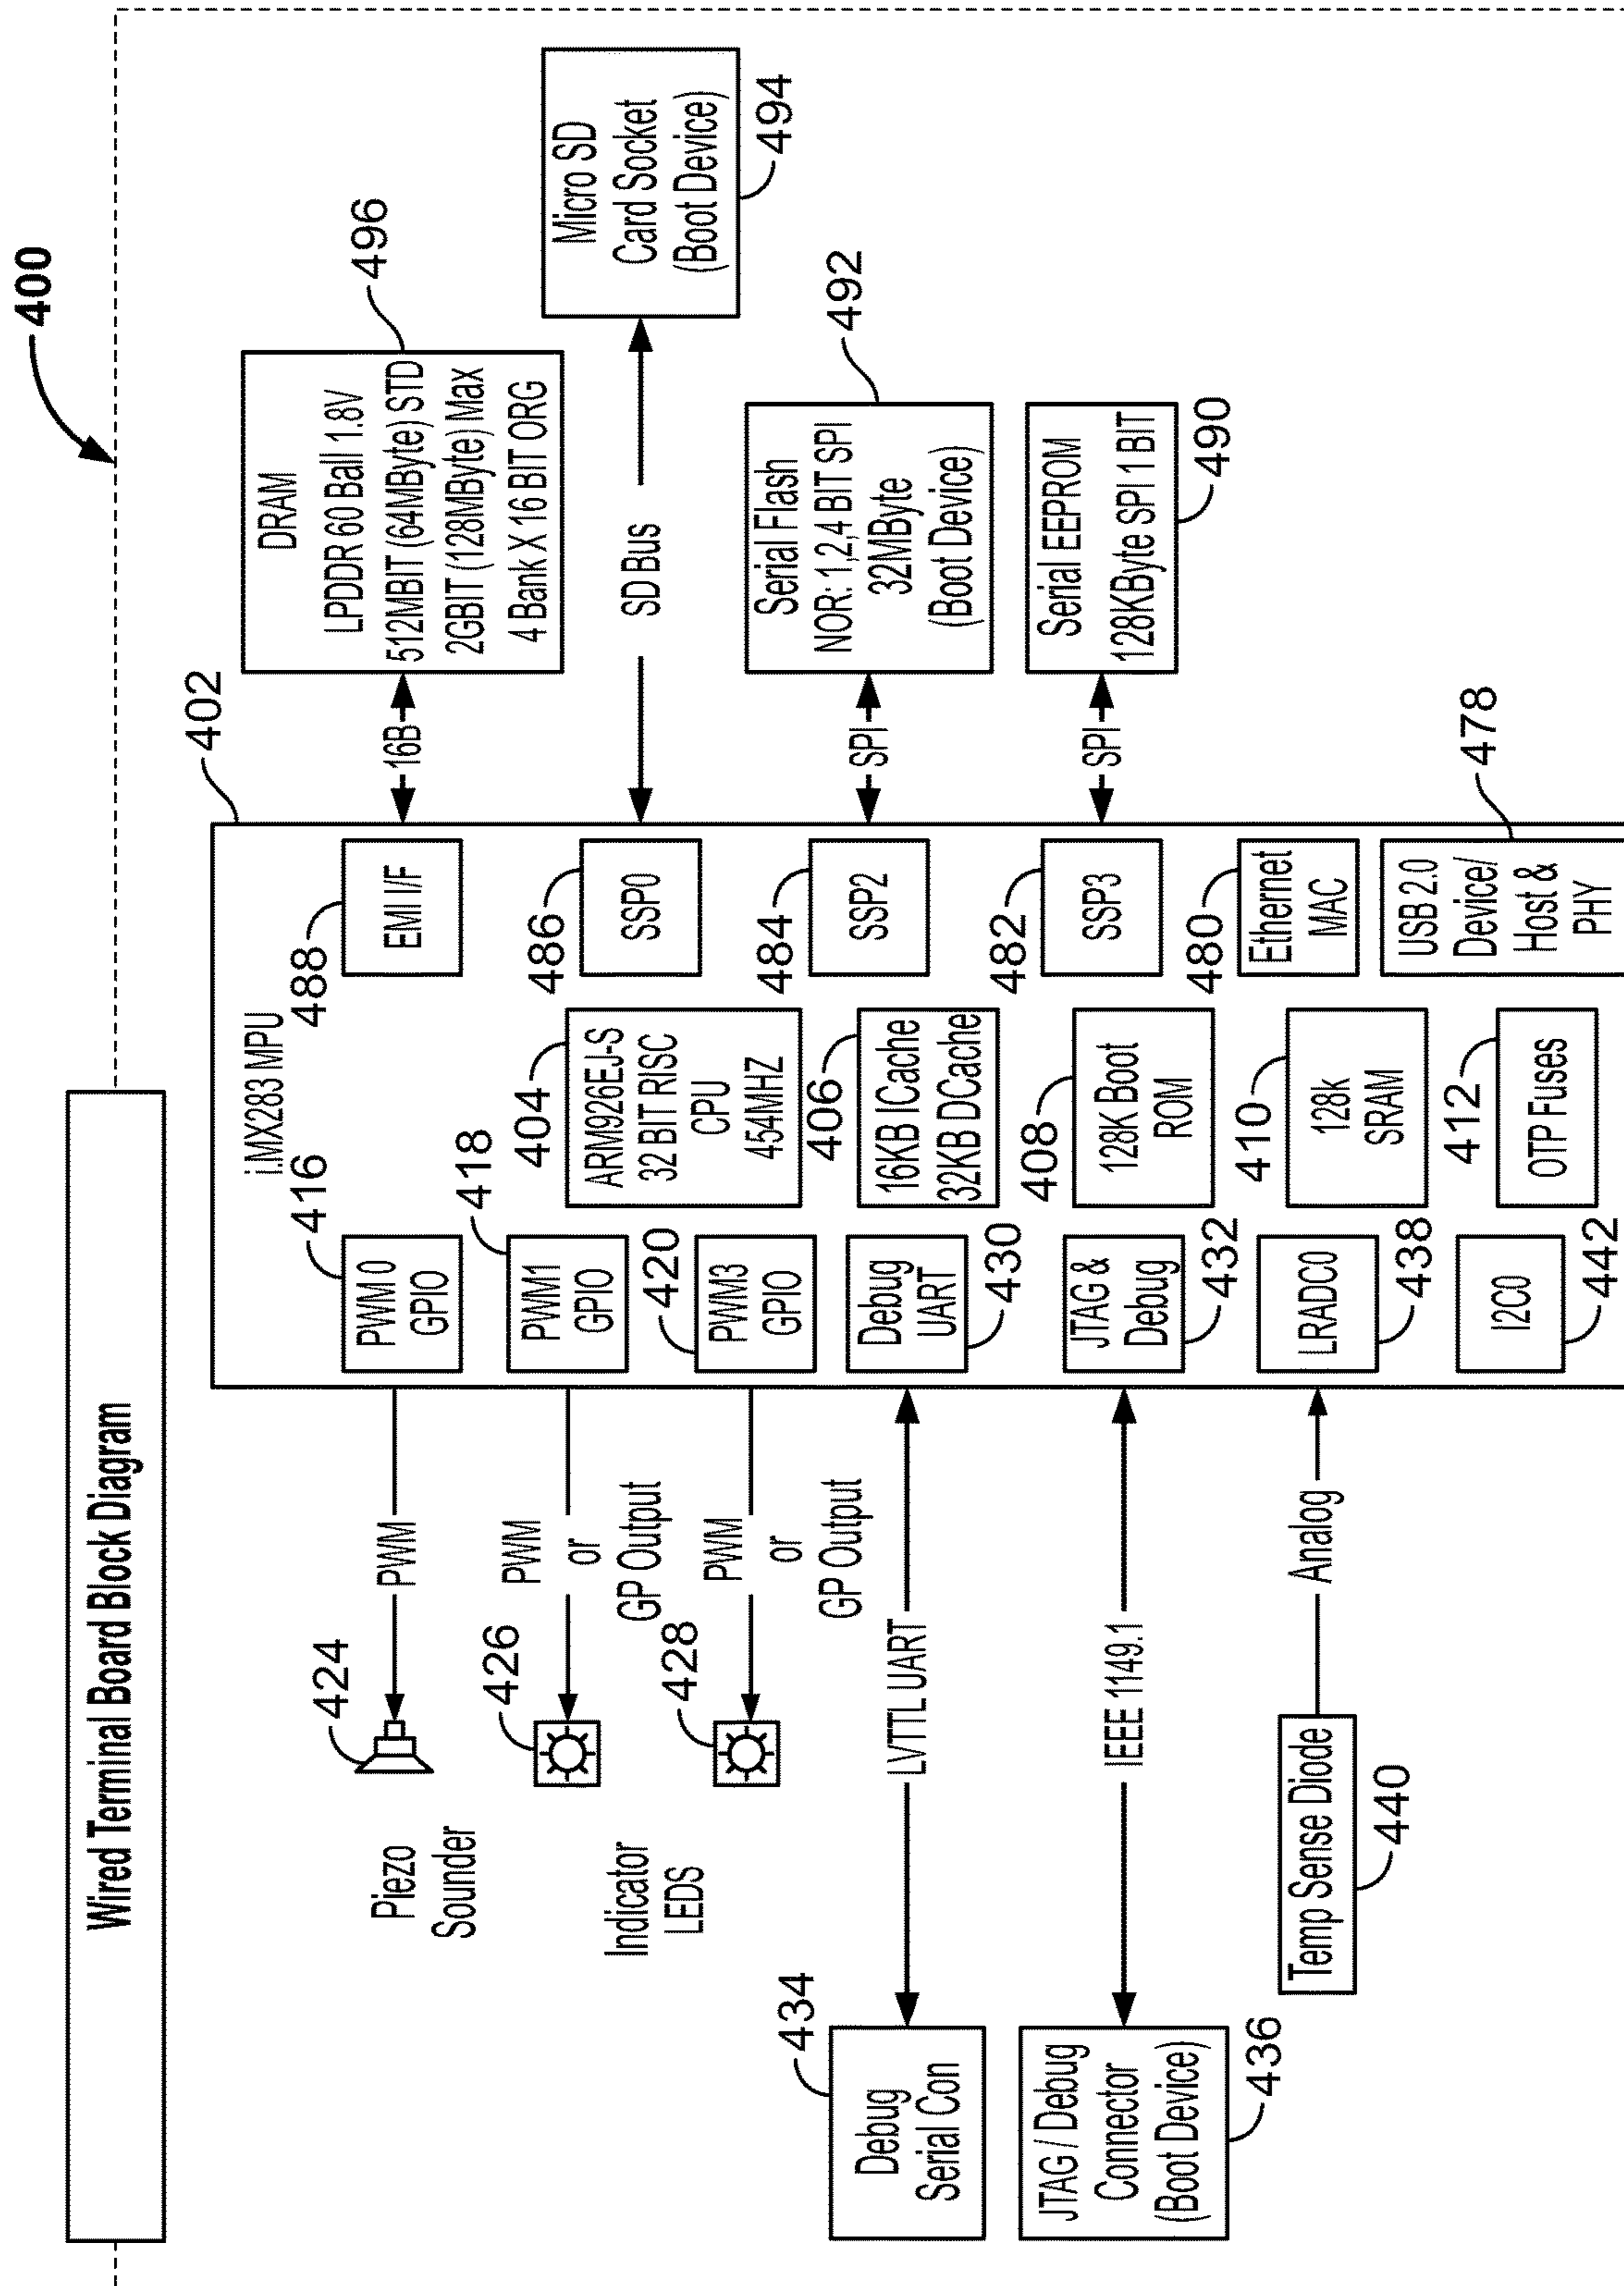 Wired Terminal Board Block Diagram
400
i.MX283 MPU
402
416
PWM 0
GPIO
418
PWM1
GPIO
420
PWM3
GPIO
Debug
UART
430
JTAG &
Debug
432
LRADC0
438
I2C0
442
404
ARM926EJ-S
32 BIT RISC
CPU
454MHZ
406
16KB ICache
32KB DCache
408
128K Boot
ROM
410
128k
SRAM
412
OTP Fuses
488
EMI I/F
486
SSP0
484
SSP2
482
SSP3
480
Ethernet
MAC
USB 2.0
Device/
Host &
PHY
478
16B
DRAM
LPDDR 60 Ball 1.8V
512MBIT (64MByte) STD
2GBIT (128MByte) Max
4 Bank X 16 BIT ORG
496
SD Bus
Micro SD
Card Socket
(Boot Device)
494
SPI
Serial Flash
NOR: 1,2,4 BIT SPI
32MByte
(Boot Device)
492
SPI
Serial EEPROM
128KByte SPI 1 BIT
490
424
Piezo
Sounder
PWM
426
PWM
or
GP Output
Indicator
LEDS
428
PWM
or
GP Output
434
Debug
Serial Con
LVTTL UART
JTAG / Debug
Connector
(Boot Device)
436
IEEE 1149.1
Temp Sense Diode
440
Analog